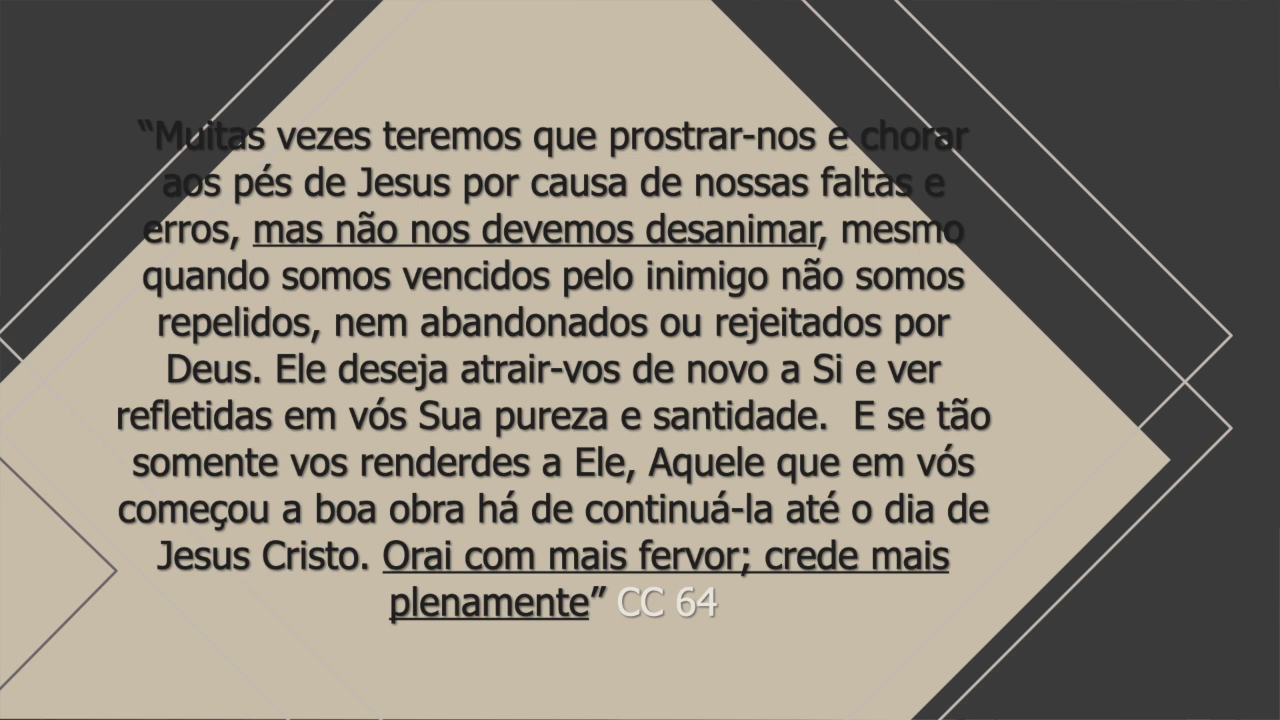 “Muitas vezes teremos que prostrar-nos e chorar
aos pés de Jesus por causa de nossas faltas e
erros, mas não nos devemos desanimar, mesmo
quando somos vencidos pelo inimigo não somos
repelidos, nem abandonados ou rejeitados por
Deus. Ele deseja atrair-vos de novo a Si e ver
refletidas em vós Sua pureza e santidade.  E se tão
somente vos renderdes a Ele, Aquele que em vós
começou a boa obra há de continuá-la até o dia de
Jesus Cristo. Orai com mais fervor; crede mais
plenamente” CC 64